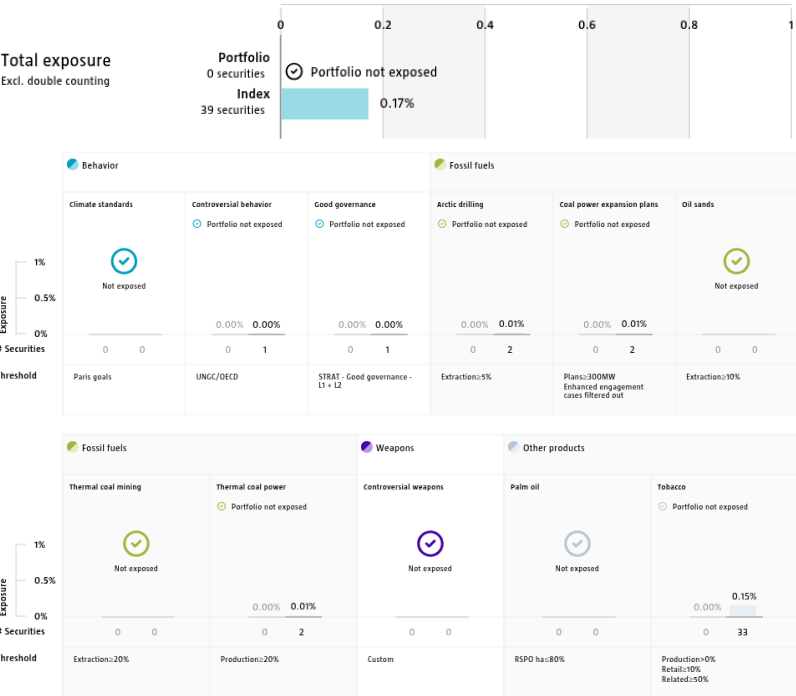 0 0.2 0.4 0.6 0.8 1
Total exposure
Excl. double counting
Portfolio
0 securities
Portfolio not exposed
Index
39 securities
0.17%
Behavior
Fossil fuels
Climate standards
Controversial behavior
Good governance
Arctic drilling
Coal power expansion plans
Oil sands
Portfolio not exposed
Portfolio not exposed
Portfolio not exposed
Portfolio not exposed
1%
0.5%
0%
Exposure
Not exposed
Not exposed
0.00% 0.00%
0.00% 0.00%
0.00% 0.01%
0.00% 0.01%
# Securities
0 0
0 1
0 1
0 2
0 2
0 0
hreshold
Paris goals
UNGC/OECD
STRAT - Good governance -
L1 + L2
Extraction≥5%
Plans≥300MW
Enhanced engagement
cases filtered out
Extraction≥10%
Fossil fuels
Weapons
Other products
Thermal coal mining
Thermal coal power
Controversial weapons
Palm oil
Tobacco
Portfolio not exposed
Portfolio not exposed
1%
0.5%
0%
Exposure
Not exposed
Not exposed
Not exposed
0.00% 0.01%
0.00% 0.15%
# Securities
0 0
0 2
0 0
0 0
0 33
hreshold
Extraction≥20%
Production≥20%
Custom
RSPO ha≤80%
Production>0%
Retail≥10%
Related≥50%